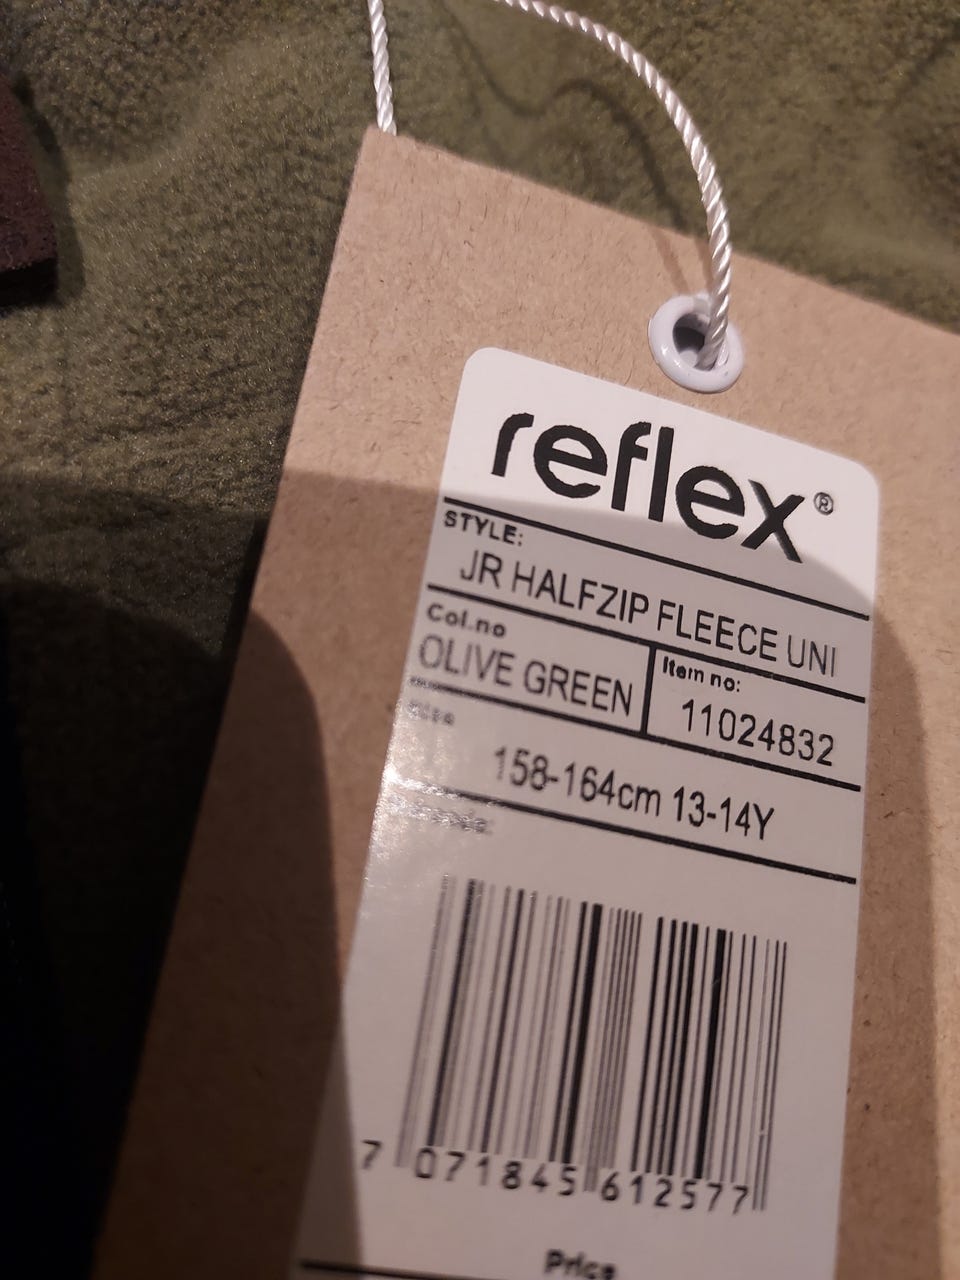 reflex®
STYLE:
JR HALFZIP FLEECE UNI
Col.no
OLIVE GREEN
Item no:
11024832
Size
158-164cm 13-14Y
7 071845 612577
Price